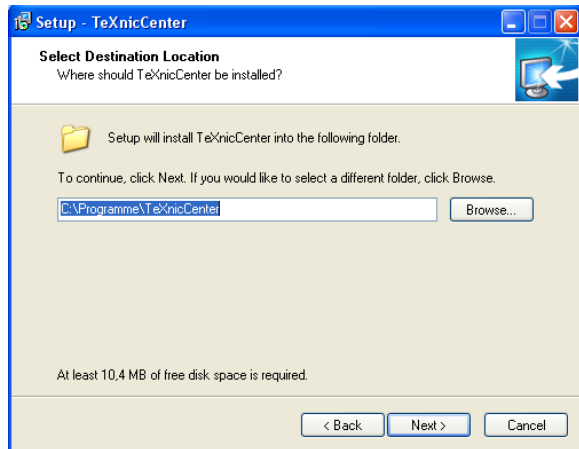 Setup - TeXnicCenter
Select Destination Location
Where should TeXnicCenter be installed?
Setup will install TeXnicCenter into the following folder.
To continue, click Next. If you would like to select a different folder, click Browse.
C:\Programme\TeXnicCenter
Browse...
At least 10,4 MB of free disk space is required.
< Back
Next >
Cancel